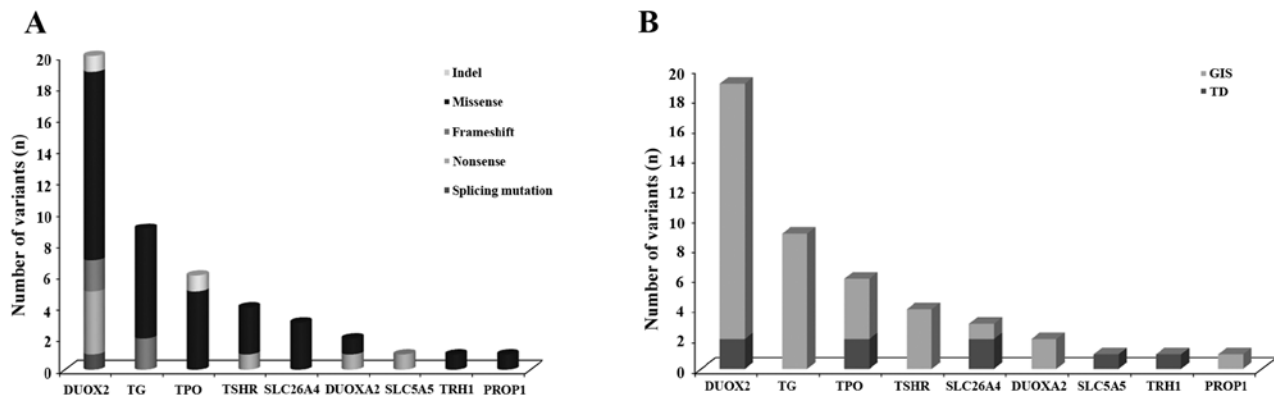 A
Number of variants (n)
20
18
16
14
12
10
8
6
4
2
0
Indel
Missense
Frameshift
Nonsense
Splicing mutation
DUOX2 TG TPO TSHR SLC26A4 DUOXA2 SLC5A5 TRH1 PROP1
B
Number of variants (n)
20
18
16
14
12
10
8
6
4
2
0
GIS
TD
DUOX2 TG TPO TSHR SLC26A4 DUOXA2 SLC5A5 TRH1 PROP1